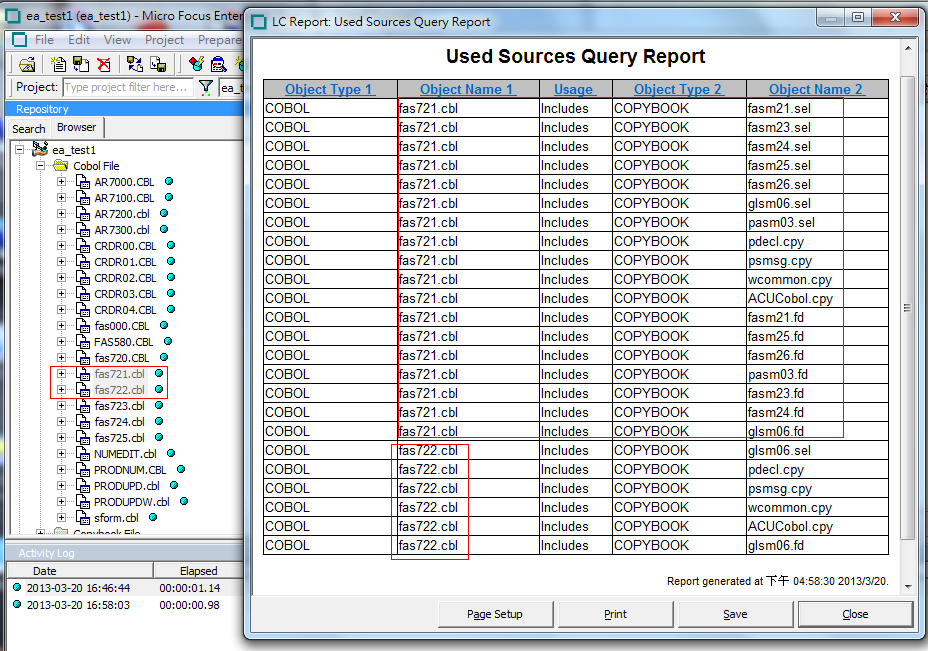 ea_test1 (ea_test1) - Micro Focus Enter
File Edit View Project Prepare
Project: Type project filter here... ea_t
Repository
Search Browser
ea_test1
Cobol File
AR7000.CBL
AR7100.CBL
AR7200.cbl
AR7300.cbl
CRDR00.CBL
CRDR01.CBL
CRDR02.CBL
CRDR03.CBL
CRDR04.CBL
fas000.CBL
FAS580.CBL
fas720.CBL
fas721.cbl
fas722.cbl
fas723.cbl
fas724.cbl
fas725.cbl
NUMEDIT.cbl
PRODNUM.CBL
PRODUPD.cbl
PRODUPDW.cbl
sform.cbl
Copybook File
Activity Log
Date Elapsed
2013-03-20 16:46:44 00:00:01.14
2013-03-20 16:58:03 00:00:00.98
LC Report: Used Sources Query Report
Used Sources Query Report
Object Type 1 Object Name 1 Usage Object Type 2 Object Name 2
COBOL fas721.cbl Includes COPYBOOK fasm21.sel
COBOL fas721.cbl Includes COPYBOOK fasm23.sel
COBOL fas721.cbl Includes COPYBOOK fasm24.sel
COBOL fas721.cbl Includes COPYBOOK fasm25.sel
COBOL fas721.cbl Includes COPYBOOK fasm26.sel
COBOL fas721.cbl Includes COPYBOOK glsm06.sel
COBOL fas721.cbl Includes COPYBOOK pasm03.sel
COBOL fas721.cbl Includes COPYBOOK pdecl.cpy
COBOL fas721.cbl Includes COPYBOOK psmsg.cpy
COBOL fas721.cbl Includes COPYBOOK wcommon.cpy
COBOL fas721.cbl Includes COPYBOOK ACUCobol.cpy
COBOL fas721.cbl Includes COPYBOOK fasm21.fd
COBOL fas721.cbl Includes COPYBOOK fasm25.fd
COBOL fas721.cbl Includes COPYBOOK fasm26.fd
COBOL fas721.cbl Includes COPYBOOK pasm03.fd
COBOL fas721.cbl Includes COPYBOOK fasm23.fd
COBOL fas721.cbl Includes COPYBOOK fasm24.fd
COBOL fas721.cbl Includes COPYBOOK glsm06.fd
COBOL fas722.cbl Includes COPYBOOK glsm06.sel
COBOL fas722.cbl Includes COPYBOOK pdecl.cpy
COBOL fas722.cbl Includes COPYBOOK psmsg.cpy
COBOL fas722.cbl Includes COPYBOOK wcommon.cpy
COBOL fas722.cbl Includes COPYBOOK ACUCobol.cpy
COBOL fas722.cbl Includes COPYBOOK glsm06.fd
Report generated at 下午 04:58:30 2013/3/20.
Page Setup Print Save Close